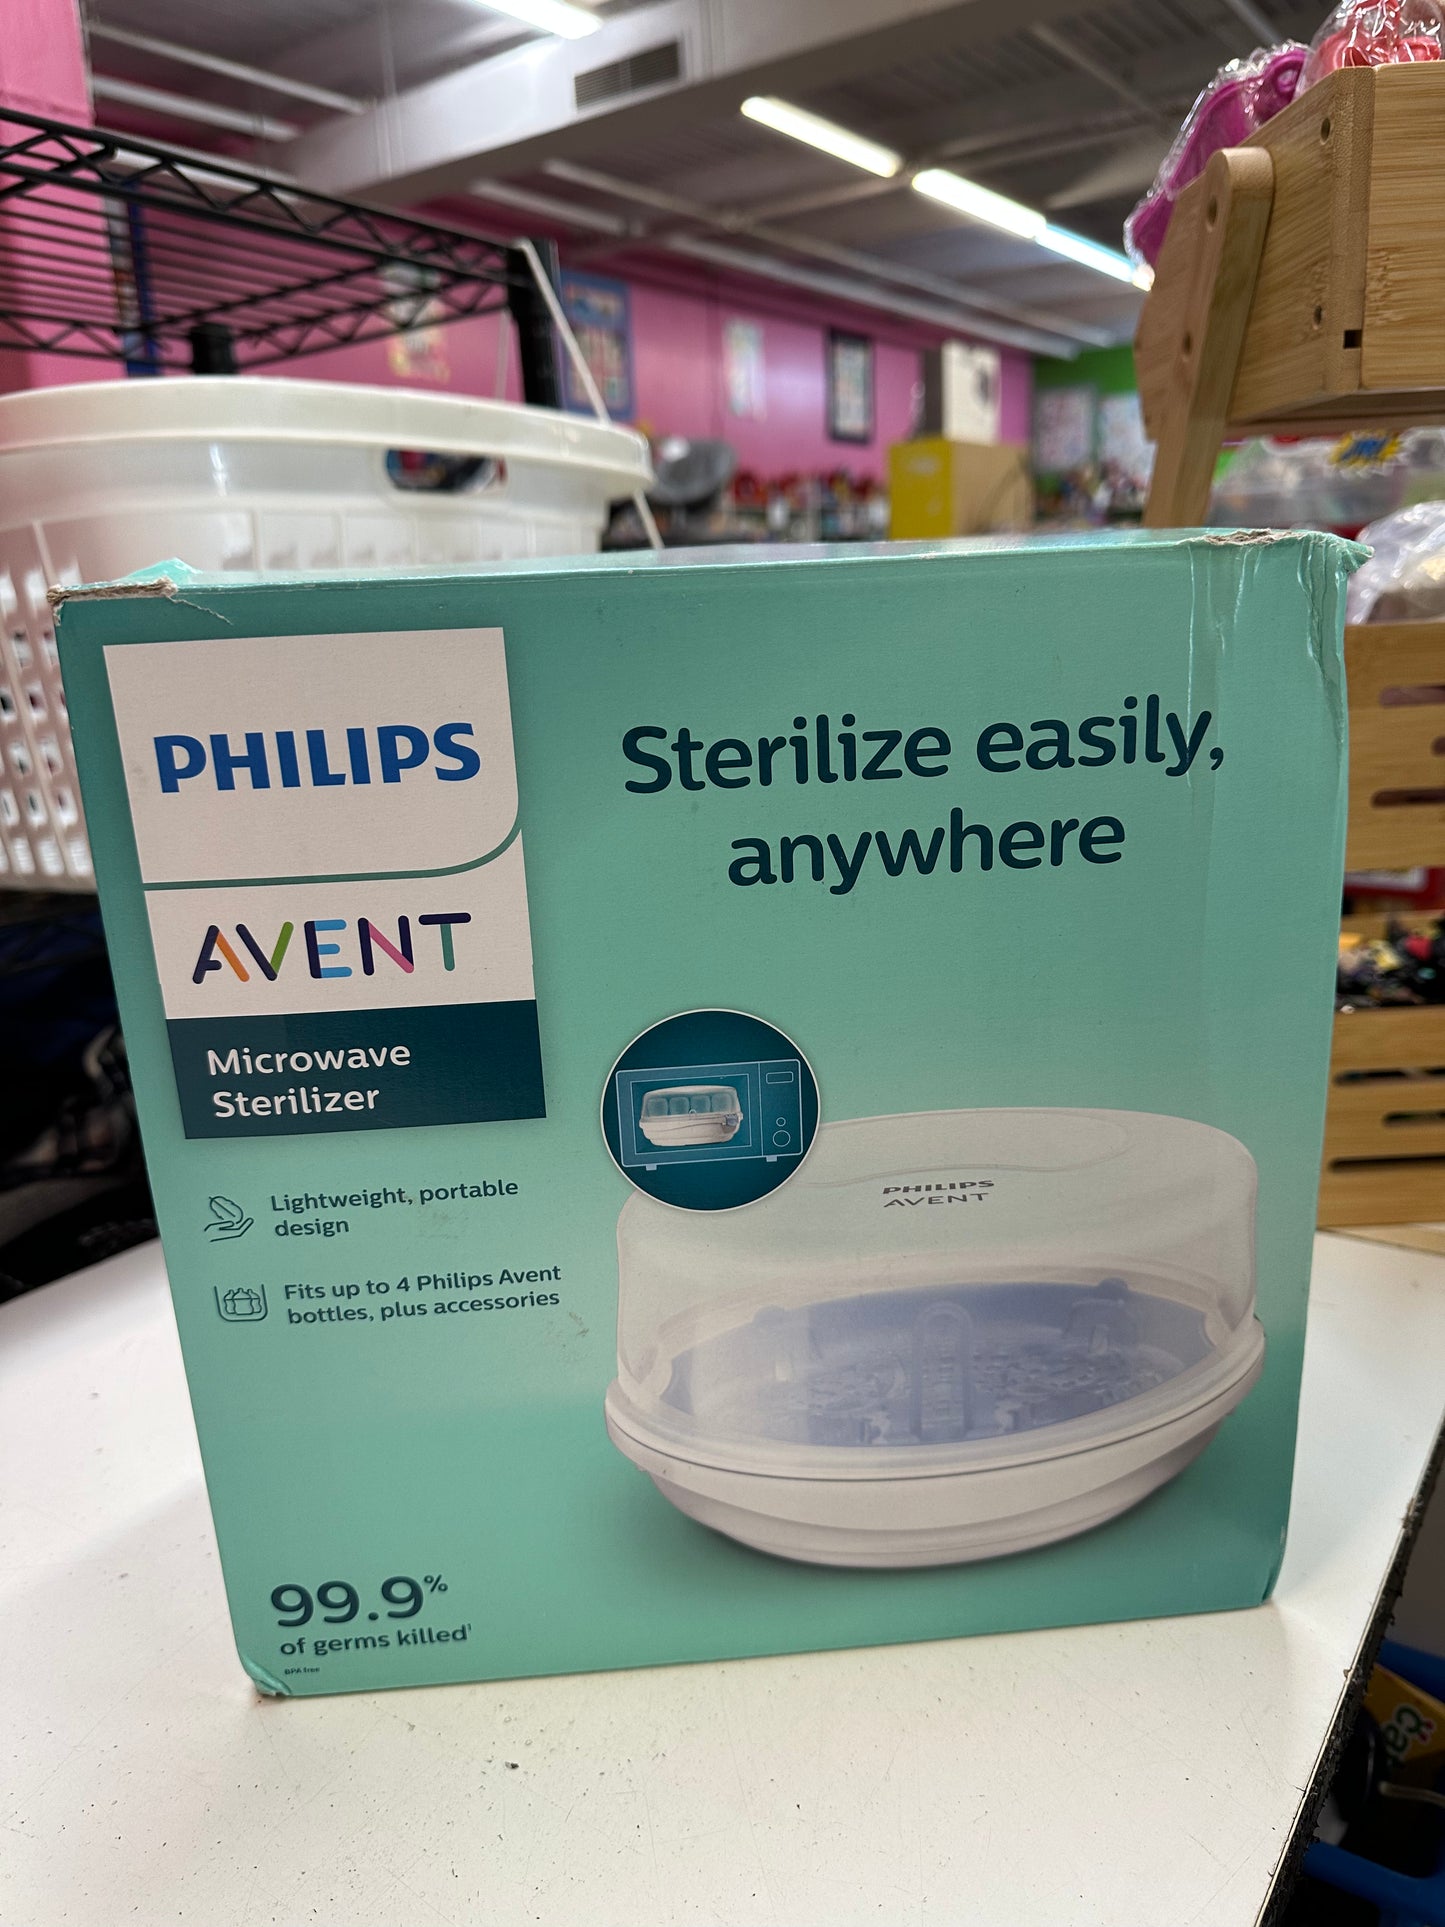 PHILIPS
AVENT
Microwave
Sterilizer
Sterilize easily,
anywhere
Lightweight, portable
design
Fits up to 4 Philips Avent
bottles, plus accessories
PHILIPS
AVENT
99.9%
of germs killed¹
BPA free